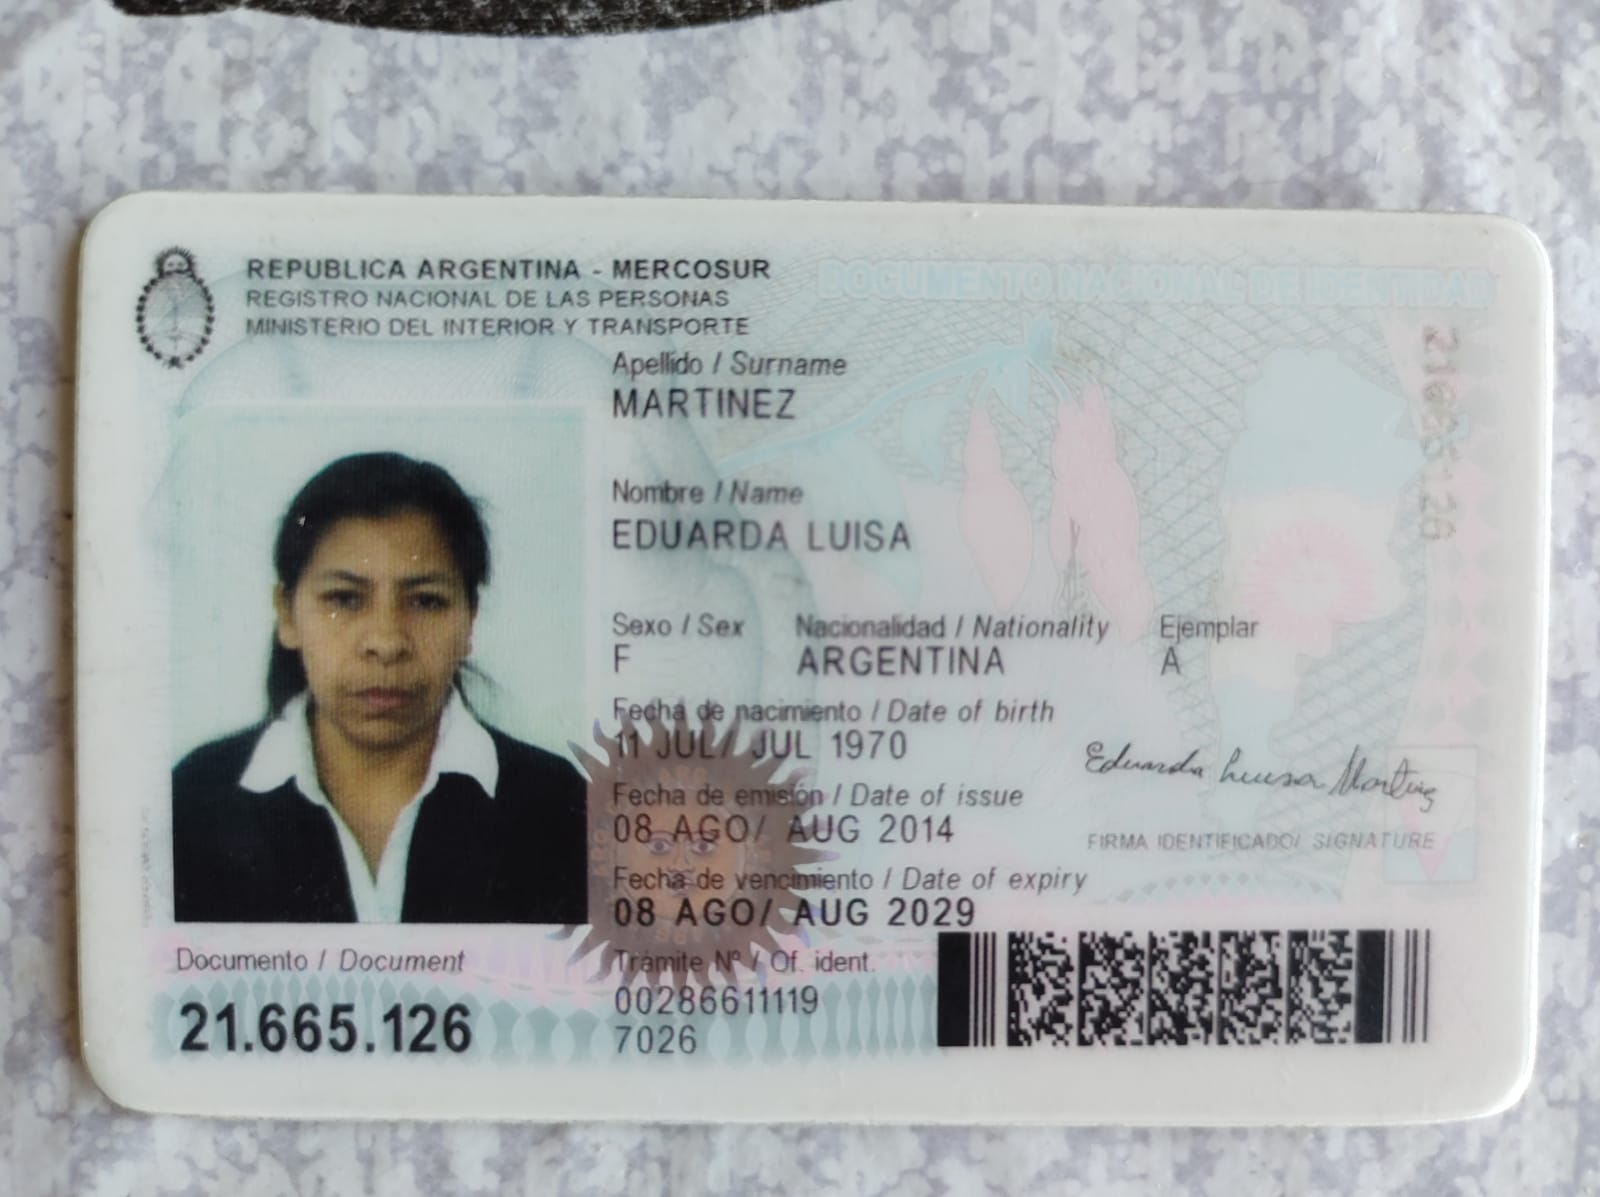 REPUBLICA ARGENTINA - MERCOSUR
REGISTRO NACIONAL DE LAS PERSONAS
MINISTERIO DEL INTERIOR Y TRANSPORTE
DOCUMENTO NACIONAL DE IDENTIDAD
Apellido / Surname
MARTINEZ
Nombre / Name
EDUARDA LUISA
Sexo / Sex Nacionalidad / Nationality Ejemplar
F ARGENTINA A
Fecha de nacimiento / Date of birth
11 JUL/ JUL 1970
Eduarda Luisa Martinez
Fecha de emisión / Date of issue
08 AGO/ AUG 2014
FIRMA IDENTIFICADO/ SIGNATURE
Fecha de vencimiento / Date of expiry
08 AGO/ AUG 2029
Documento / Document
21.665.126
Trámite Nº / Of. ident.
00286611119
7026